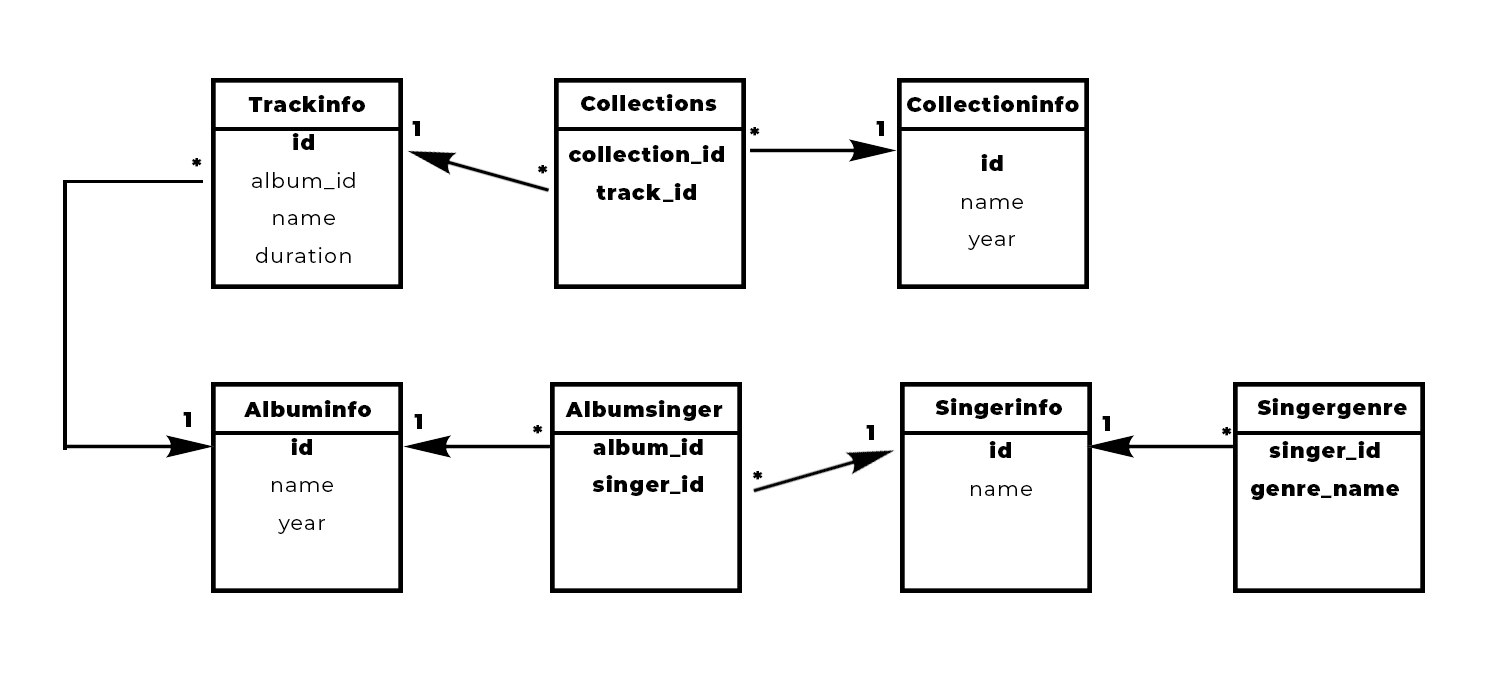 Trackinfo
id
album_id
name
duration
Collections
collection_id
track_id
Collectioninfo
id
name
year
1
*
*
1
*
Albuminfo
id
name
year
Albumsinger
album_id
singer_id
Singerinfo
id
name
Singergenre
singer_id
genre_name
1
1
*
*
1
1
*